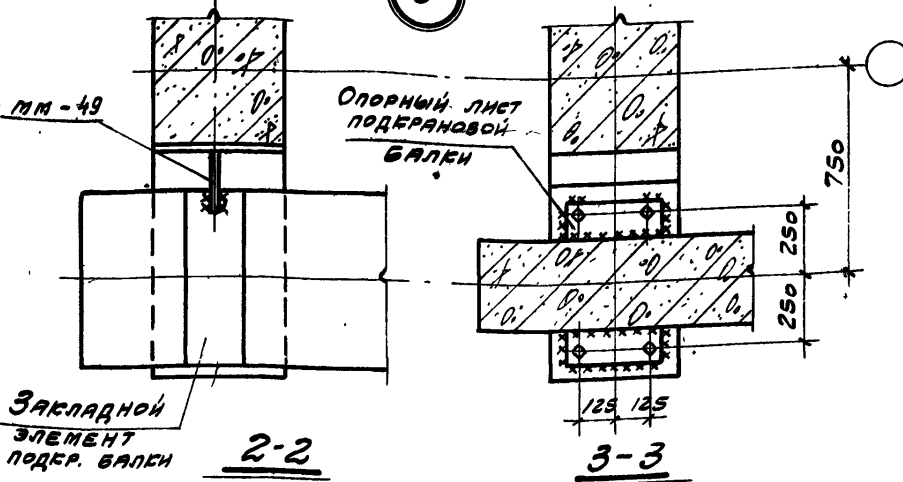 мм-49
Опорный лист
подкрановой
балки
750
250
250
125 125
Закладной
элемент
подкр. балки
2-2
3-3